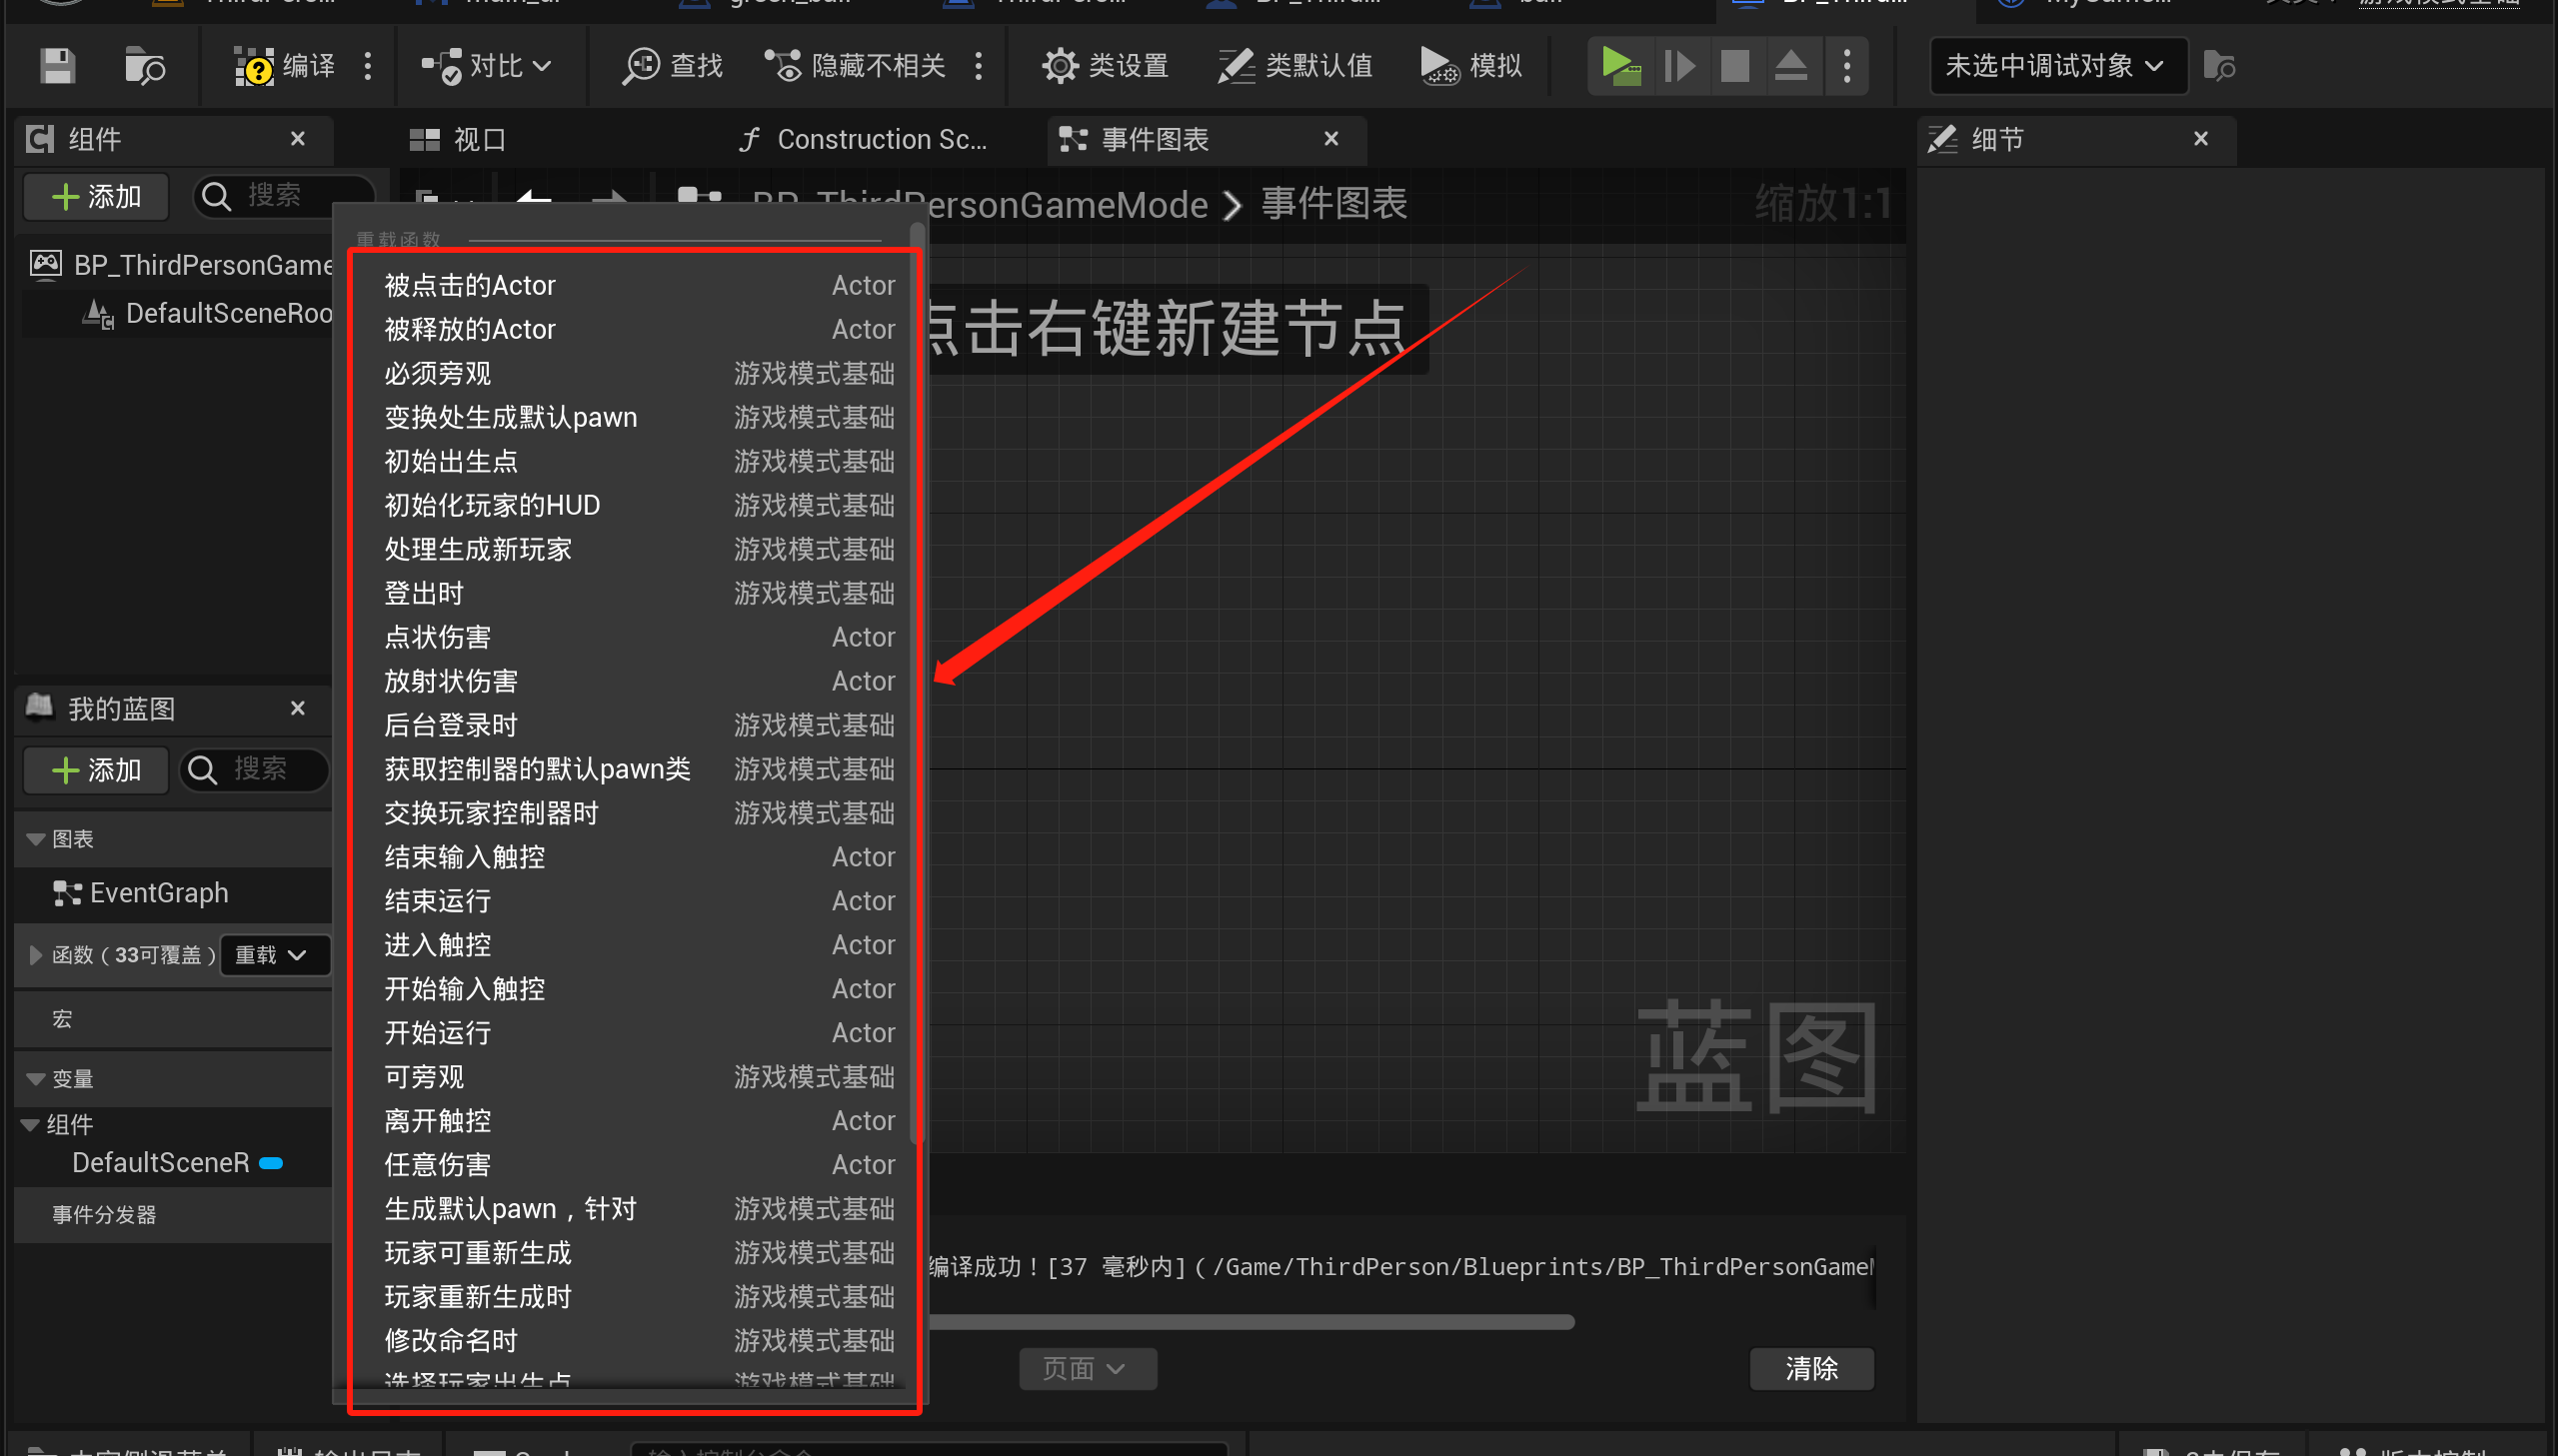 编译
对比
查找
隐藏不相关
类设置
类默认值
模拟
未选中调试对象
组件
视口
Construction Sc...
事件图表
细节
添加
搜索
BP_ThirdPersonGameMode
事件图表
缩放1:1
重载函数
BP_ThirdPersonGame
DefaultSceneRoo
点击右键新建节点
被点击的Actor Actor
被释放的Actor Actor
必须旁观 游戏模式基础
变换处生成默认pawn 游戏模式基础
初始出生点 游戏模式基础
初始化玩家的HUD 游戏模式基础
处理生成新玩家 游戏模式基础
登出时 游戏模式基础
点状伤害 Actor
放射状伤害 Actor
后台登录时 游戏模式基础
获取控制器的默认pawn类 游戏模式基础
交换玩家控制器时 游戏模式基础
结束输入触控 Actor
结束运行 Actor
进入触控 Actor
开始输入触控 Actor
开始运行 Actor
可旁观 游戏模式基础
离开触控 Actor
任意伤害 Actor
生成默认pawn，针对 游戏模式基础
玩家可重新生成 游戏模式基础
玩家重新生成时 游戏模式基础
修改命名时 游戏模式基础
选择玩家出生点 游戏模式基础
我的蓝图
添加
搜索
图表
EventGraph
函数（33可覆盖）
重载
宏
变量
组件
DefaultSceneR
事件分发器
蓝图
编译成功！[37 毫秒内]（/Game/ThirdPerson/Blueprints/BP_ThirdPersonGameM
页面
清除